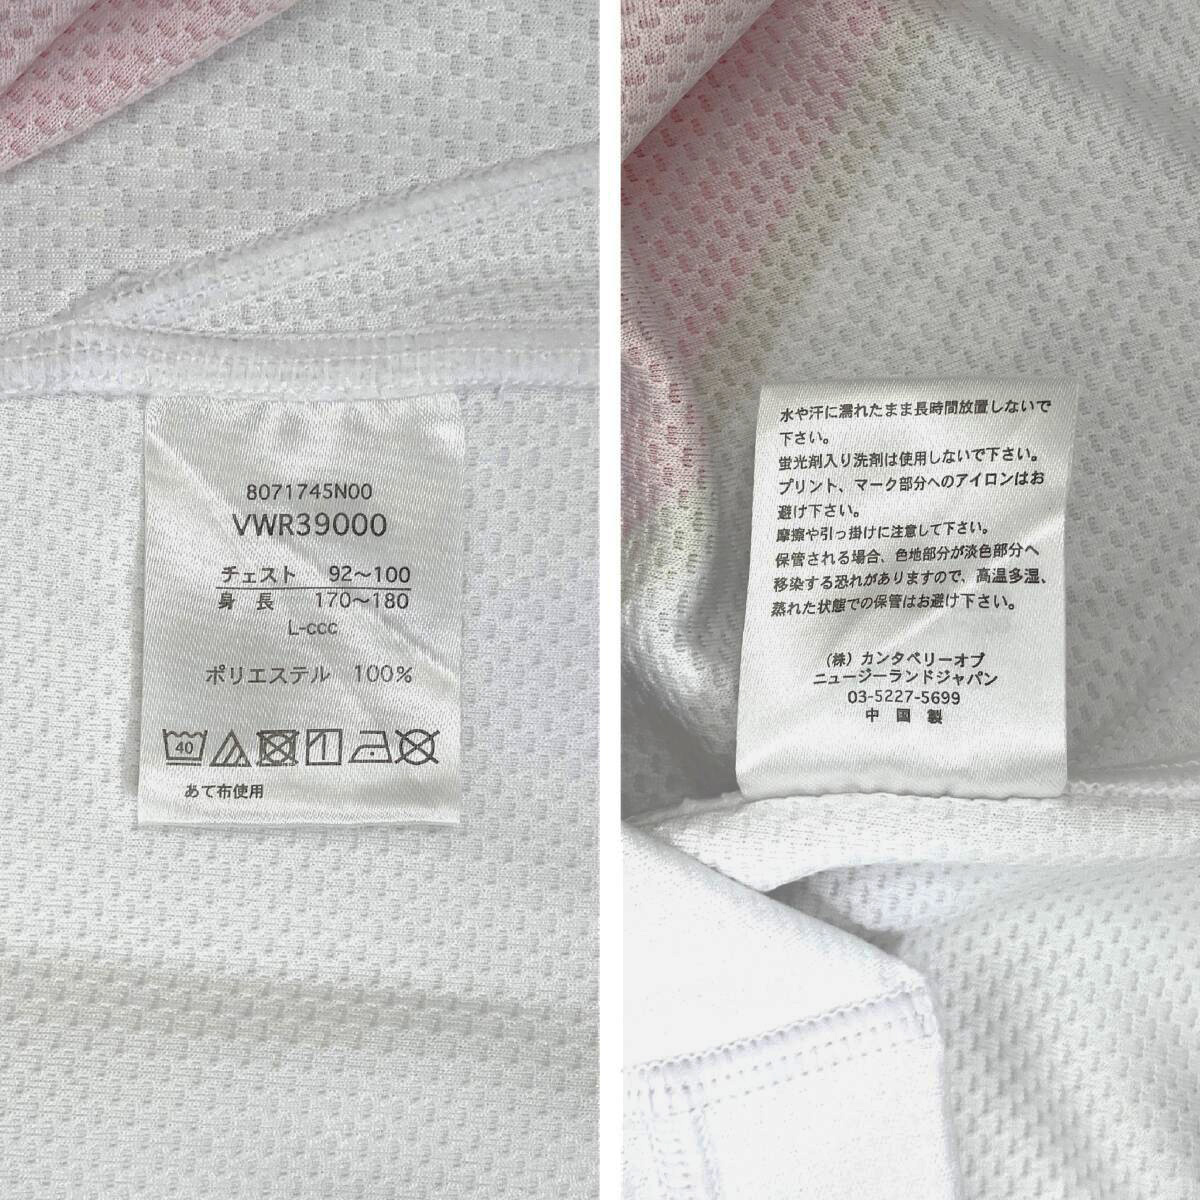 8071745N00
VWR39000
チェスト 92～100
身 長 170～180
L-ccc
ポリエステル 100%
40
あて布使用
水や汗に濡れたまま長時間放置しないで
下さい。
蛍光剤入り洗剤は使用しないで下さい。
プリント、マーク部分へのアイロンはお
避け下さい。
摩擦や引っ掛けに注意して下さい。
保管される場合、色地部分が淡色部分へ
移染する恐れがありますので、高温多湿、
蒸れた状態での保管はお避け下さい。
(株) カンタベリーオブ
ニュージーランドジャパン
03-5227-5699
中 国 製